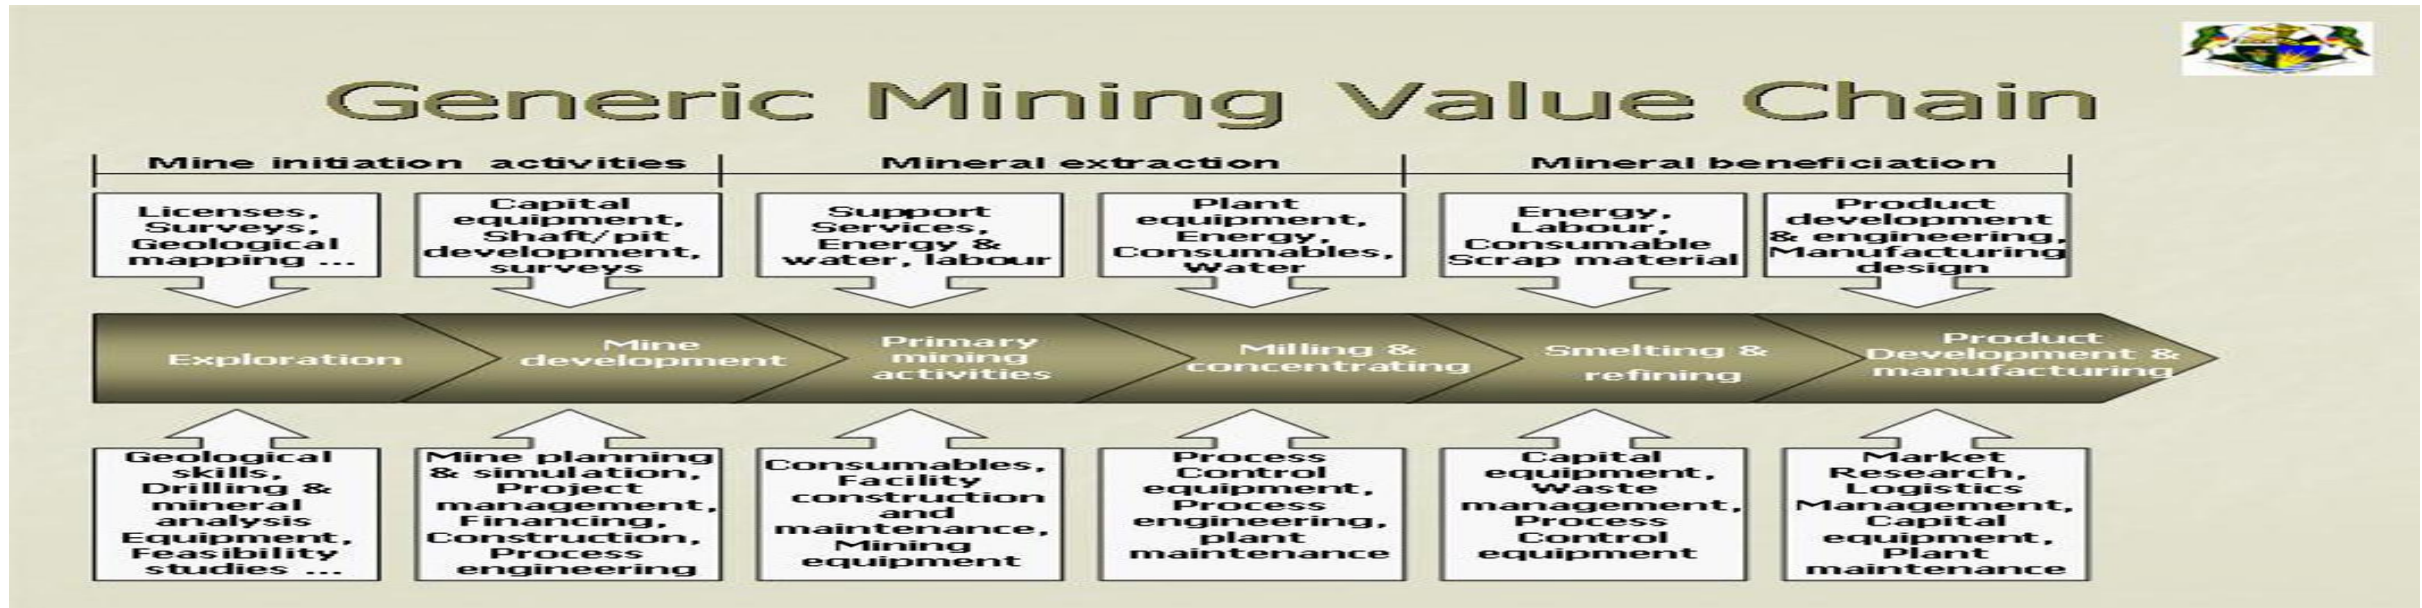 Generic Mining Value Chain
Mine initiation activities
Mineral extraction
Mineral beneficiation
Licenses,
Surveys,
Geological
mapping ...
Capital
equipment,
Shaft/pit
development,
surveys
Support
Services,
Energy &
water, labour
Plant
equipment,
Energy,
Consumables,
Water
Energy,
Labour,
Consumable
Scrap material
Product
development
& engineering,
Manufacturing
design
Exploration
Mine
development
Primary
mining
activities
Milling &
concentrating
Smelting &
refining
Product
Development &
manufacturing
Geological
skills,
Drilling &
mineral
analysis
Equipment,
Feasibility
studies ...
Mine planning
& simulation,
Project
management,
Financing,
Construction,
Process
engineering
Consumables,
Facility
construction
and
maintenance,
Mining
equipment
Process
Control
equipment,
Process
engineering,
plant
maintenance
Capital
equipment,
Waste
management,
Process
Control
equipment
Market
Research,
Logistics
Management,
Capital
equipment,
Plant
maintenance